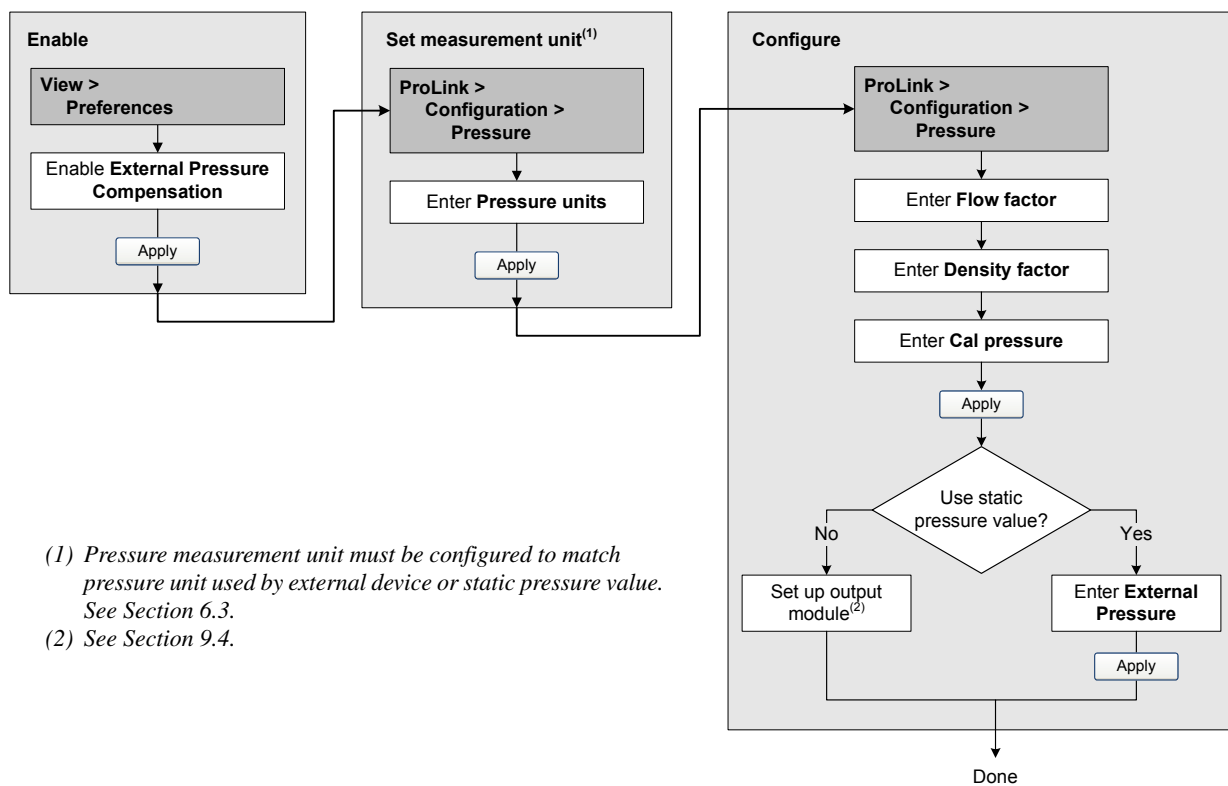 Enable
View >
Preferences
Enable External Pressure
Compensation
Apply
Set measurement unit(1)
ProLink >
Configuration >
Pressure
Enter Pressure units
Apply
Configure
ProLink >
Configuration >
Pressure
Enter Flow factor
Enter Density factor
Enter Cal pressure
Apply
Use static
pressure value?
No
Yes
Set up output
module(2)
Enter External
Pressure
Apply
Done
(1) Pressure measurement unit must be configured to match
pressure unit used by external device or static pressure value.
See Section 6.3.
(2) See Section 9.4.